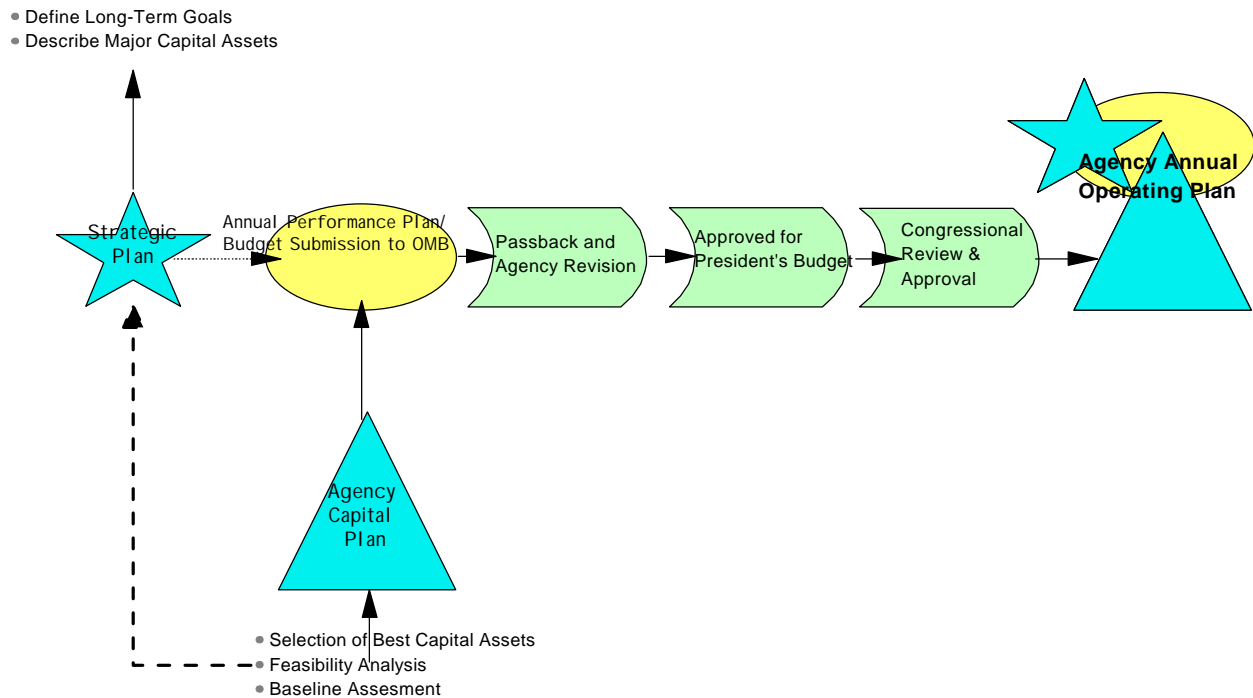 Define Long-Term Goals
Describe Major Capital Assets
Strategic
Plan
Annual Performance Plan/
Budget Submission to OMB
Passback and
Agency Revision
Approved for
President's Budget
Congressional
Review &
Approval
Agency Annual
Operating Plan
Agency
Capital
Plan
Selection of Best Capital Assets
Feasibility Analysis
Baseline Assesment